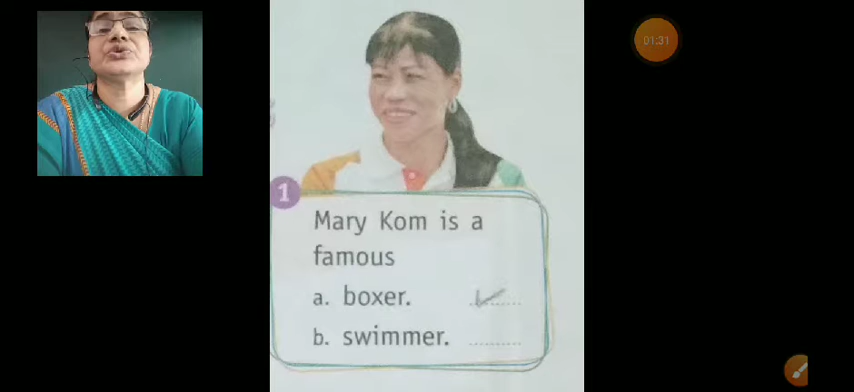 01:31
1
Mary Kom is a
famous
a. boxer.
b. swimmer.